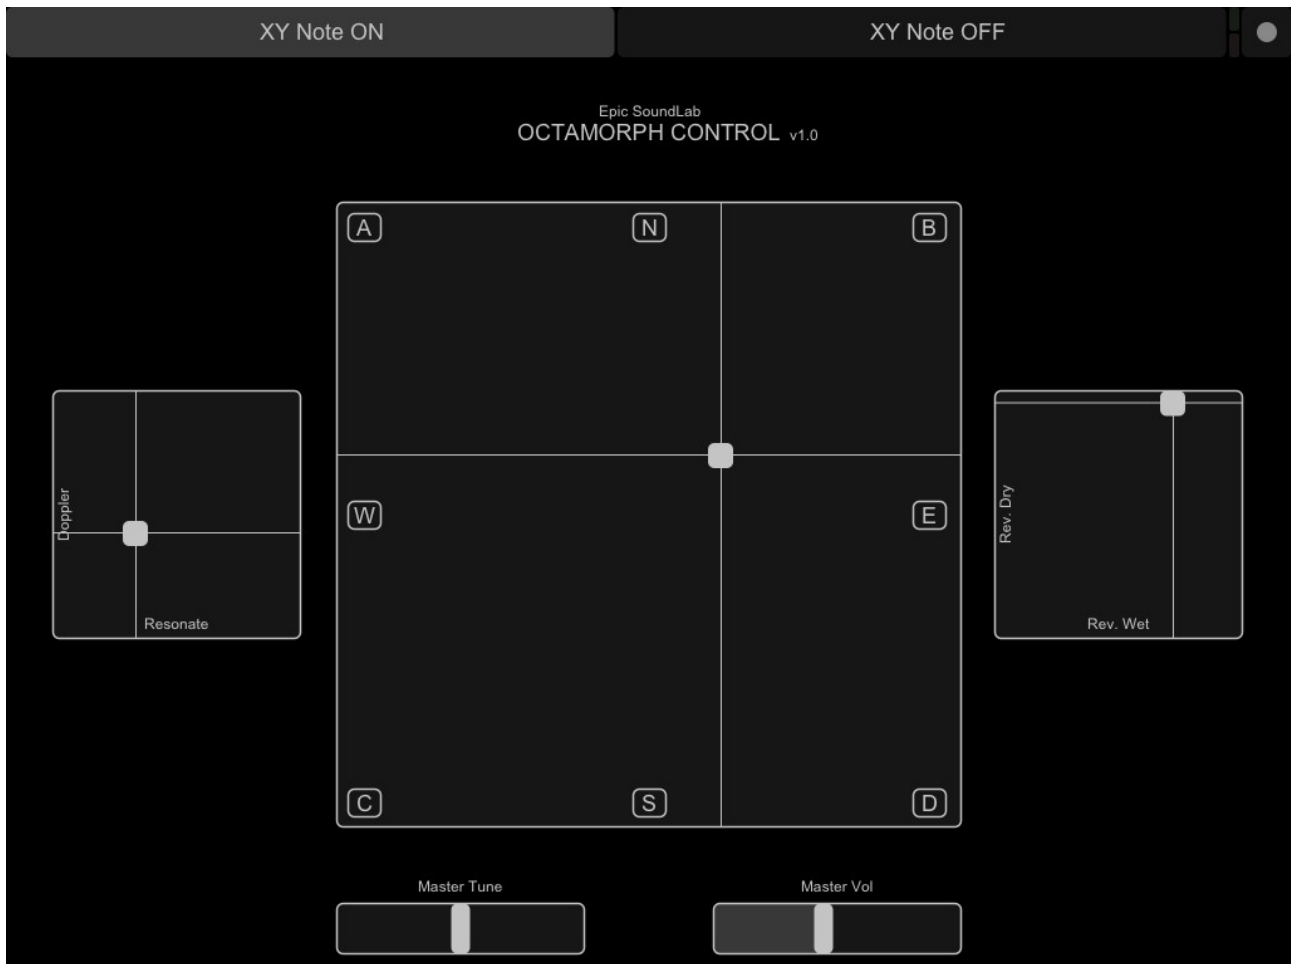 XY Note ON
XY Note OFF
Epic SoundLab
OCTAMORPH CONTROL v1.0
A
N
B
W
E
C
S
D
Doppler
Resonate
Rev. Dry
Rev. Wet
Master Tune
Master Vol